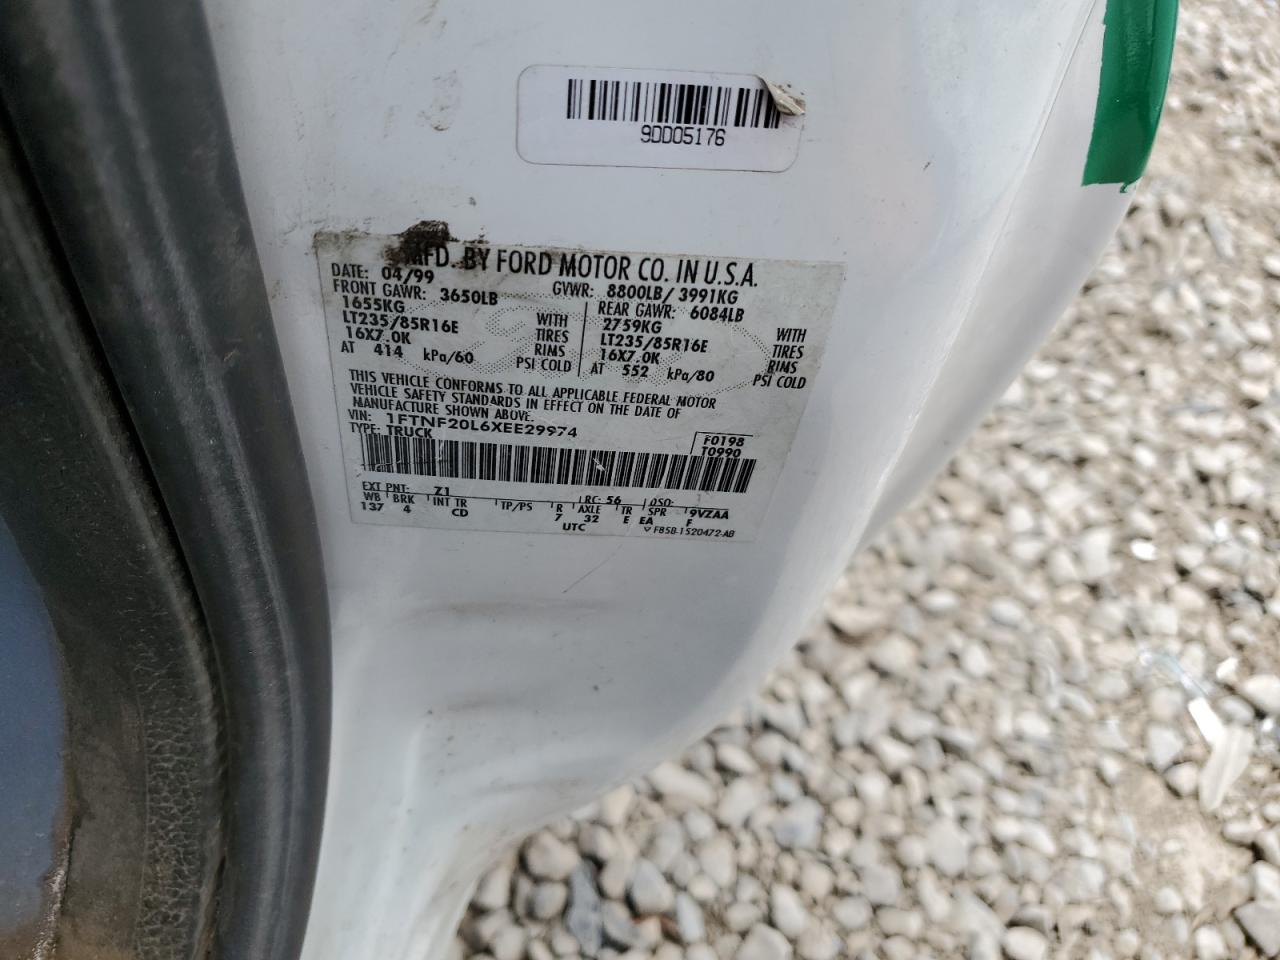 9DD05176
MFD. BY FORD MOTOR CO. IN U.S.A.
DATE: 04/99 GVWR: 8800LB/ 3991KG
FRONT GAWR: 3650LB REAR GAWR: 6084LB
1655KG WITH 2759KG WITH
LT235/85R16E TIRES LT235/85R16E TIRES
16X7.0K RIMS 16X7.0K RIMS
AT 414 kPa/60 PSI COLD AT 552 kPa/80 PSI COLD
THIS VEHICLE CONFORMS TO ALL APPLICABLE FEDERAL MOTOR
VEHICLE SAFETY STANDARDS IN EFFECT ON THE DATE OF
MANUFACTURE SHOWN ABOVE.
VIN: 1FTNF20L6XEE29974 F0198
TYPE: TRUCK T0990
EXT PNT: Z1 RC: 56 DSO:
WB BRK INT TR TP/PS R AXLE TR SPR 9VZAA
137 4 CD 7 32 E EA F
UTC F85B-1520472-AB